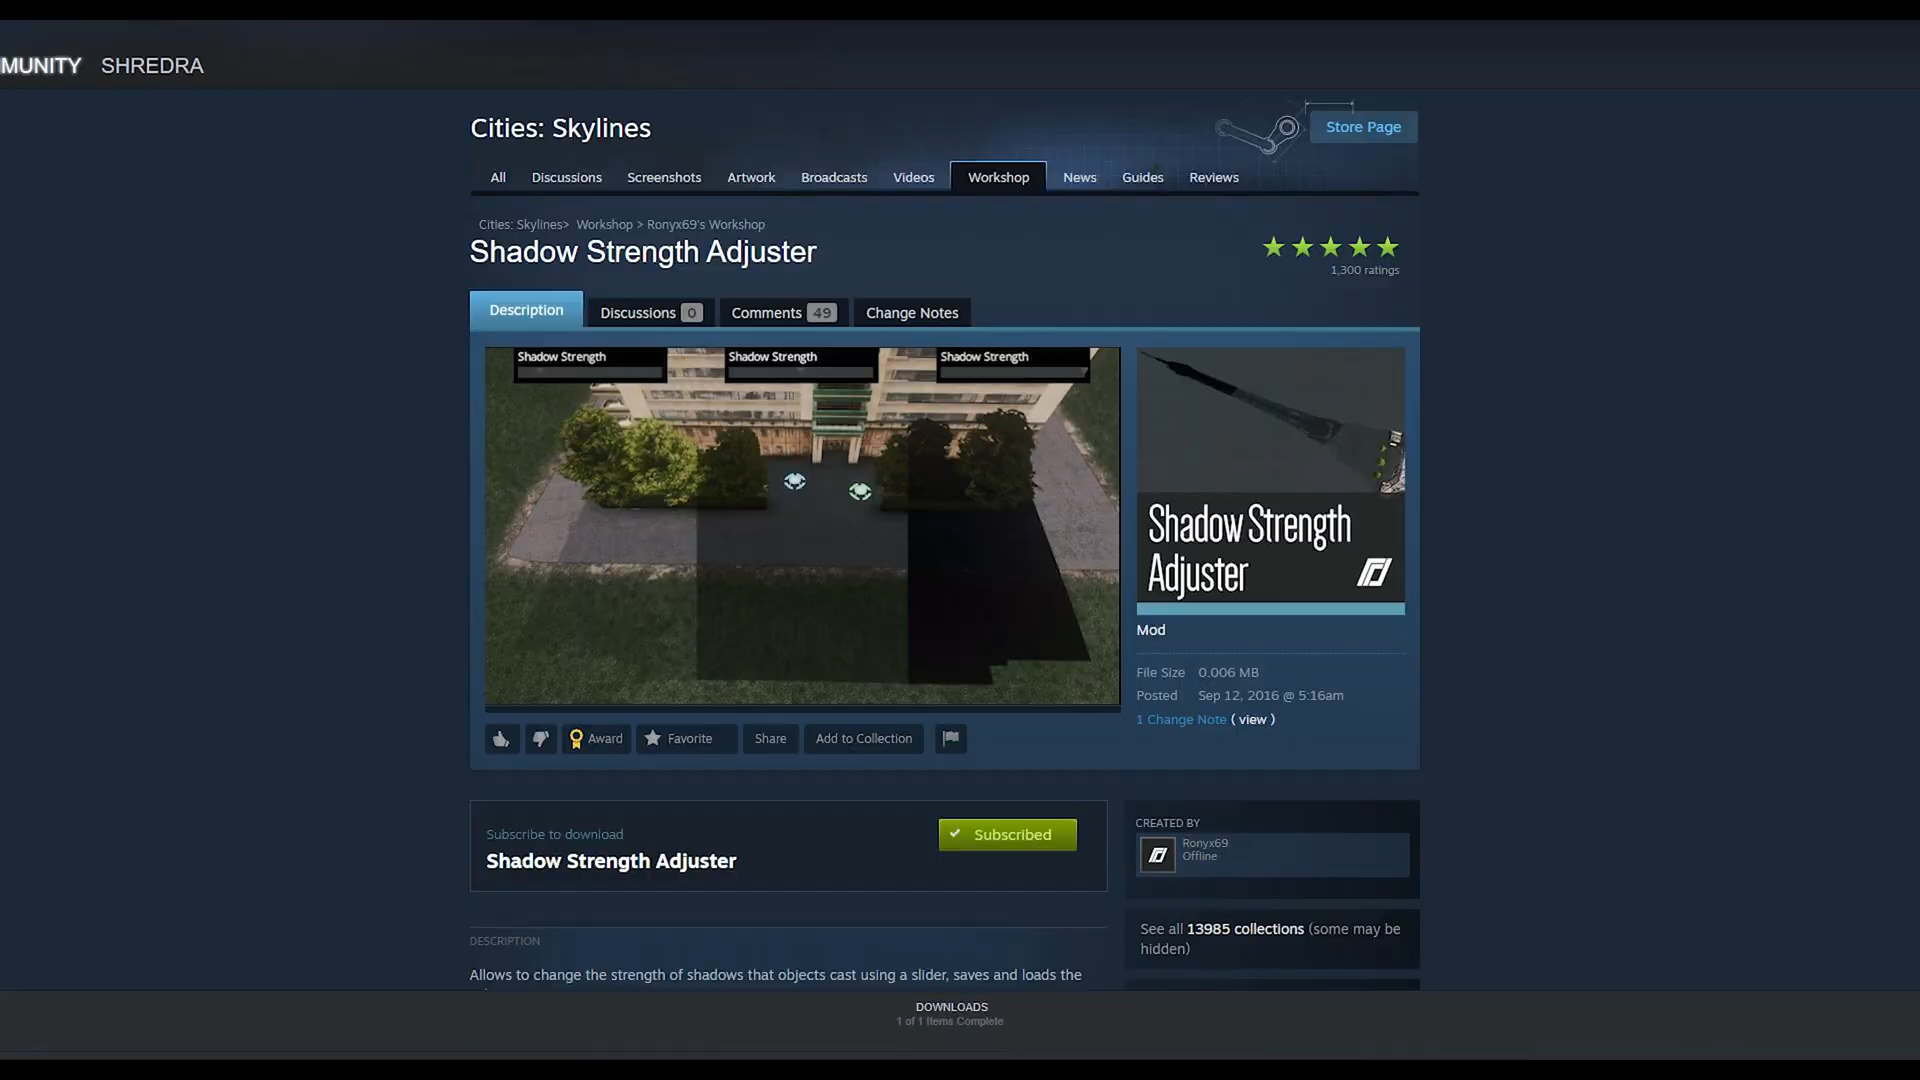 MUNITY SHREDRA
Cities: Skylines
Store Page
All Discussions Screenshots Artwork Broadcasts Videos Workshop News Guides Reviews
Cities: Skylines> Workshop > Ronyx69's Workshop
Shadow Strength Adjuster
1,300 ratings
Description Discussions 0 Comments 49 Change Notes
Shadow Strength Shadow Strength Shadow Strength
Shadow Strength
Adjuster
Mod
File Size 0.006 MB
Posted Sep 12, 2016 @ 5:16am
1 Change Note ( view )
Award Favorite Share Add to Collection
Subscribe to download
Shadow Strength Adjuster
Subscribed
CREATED BY
Ronyx69
Offline
See all 13985 collections (some may be
hidden)
DESCRIPTION
Allows to change the strength of shadows that objects cast using a slider, saves and loads the
DOWNLOADS
1 of 1 Items Complete